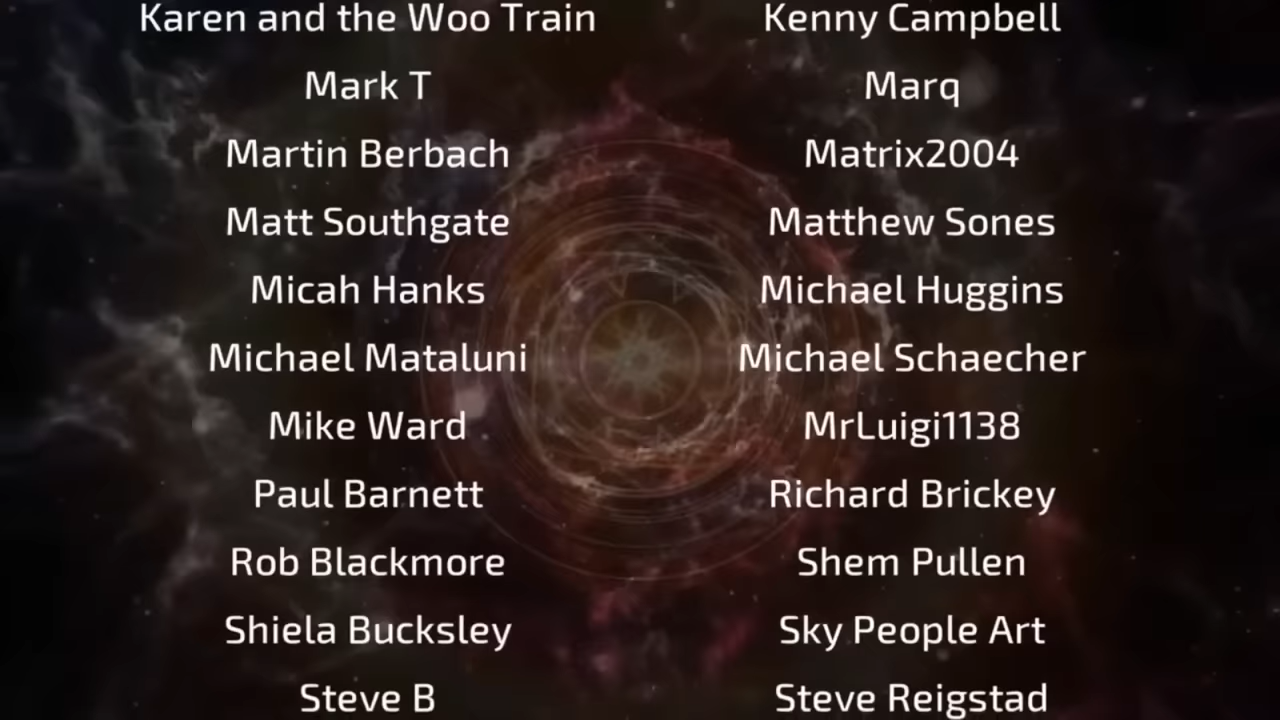 Karen and the Woo Train
Kenny Campbell
Mark T
Marq
Martin Berbach
Matrix2004
Matt Southgate
Matthew Sones
Micah Hanks
Michael Huggins
Michael Mataluni
Michael Schaecher
Mike Ward
MrLuigi1138
Paul Barnett
Richard Brickey
Rob Blackmore
Shem Pullen
Shiela Bucksley
Sky People Art
Steve B
Steve Reigstad